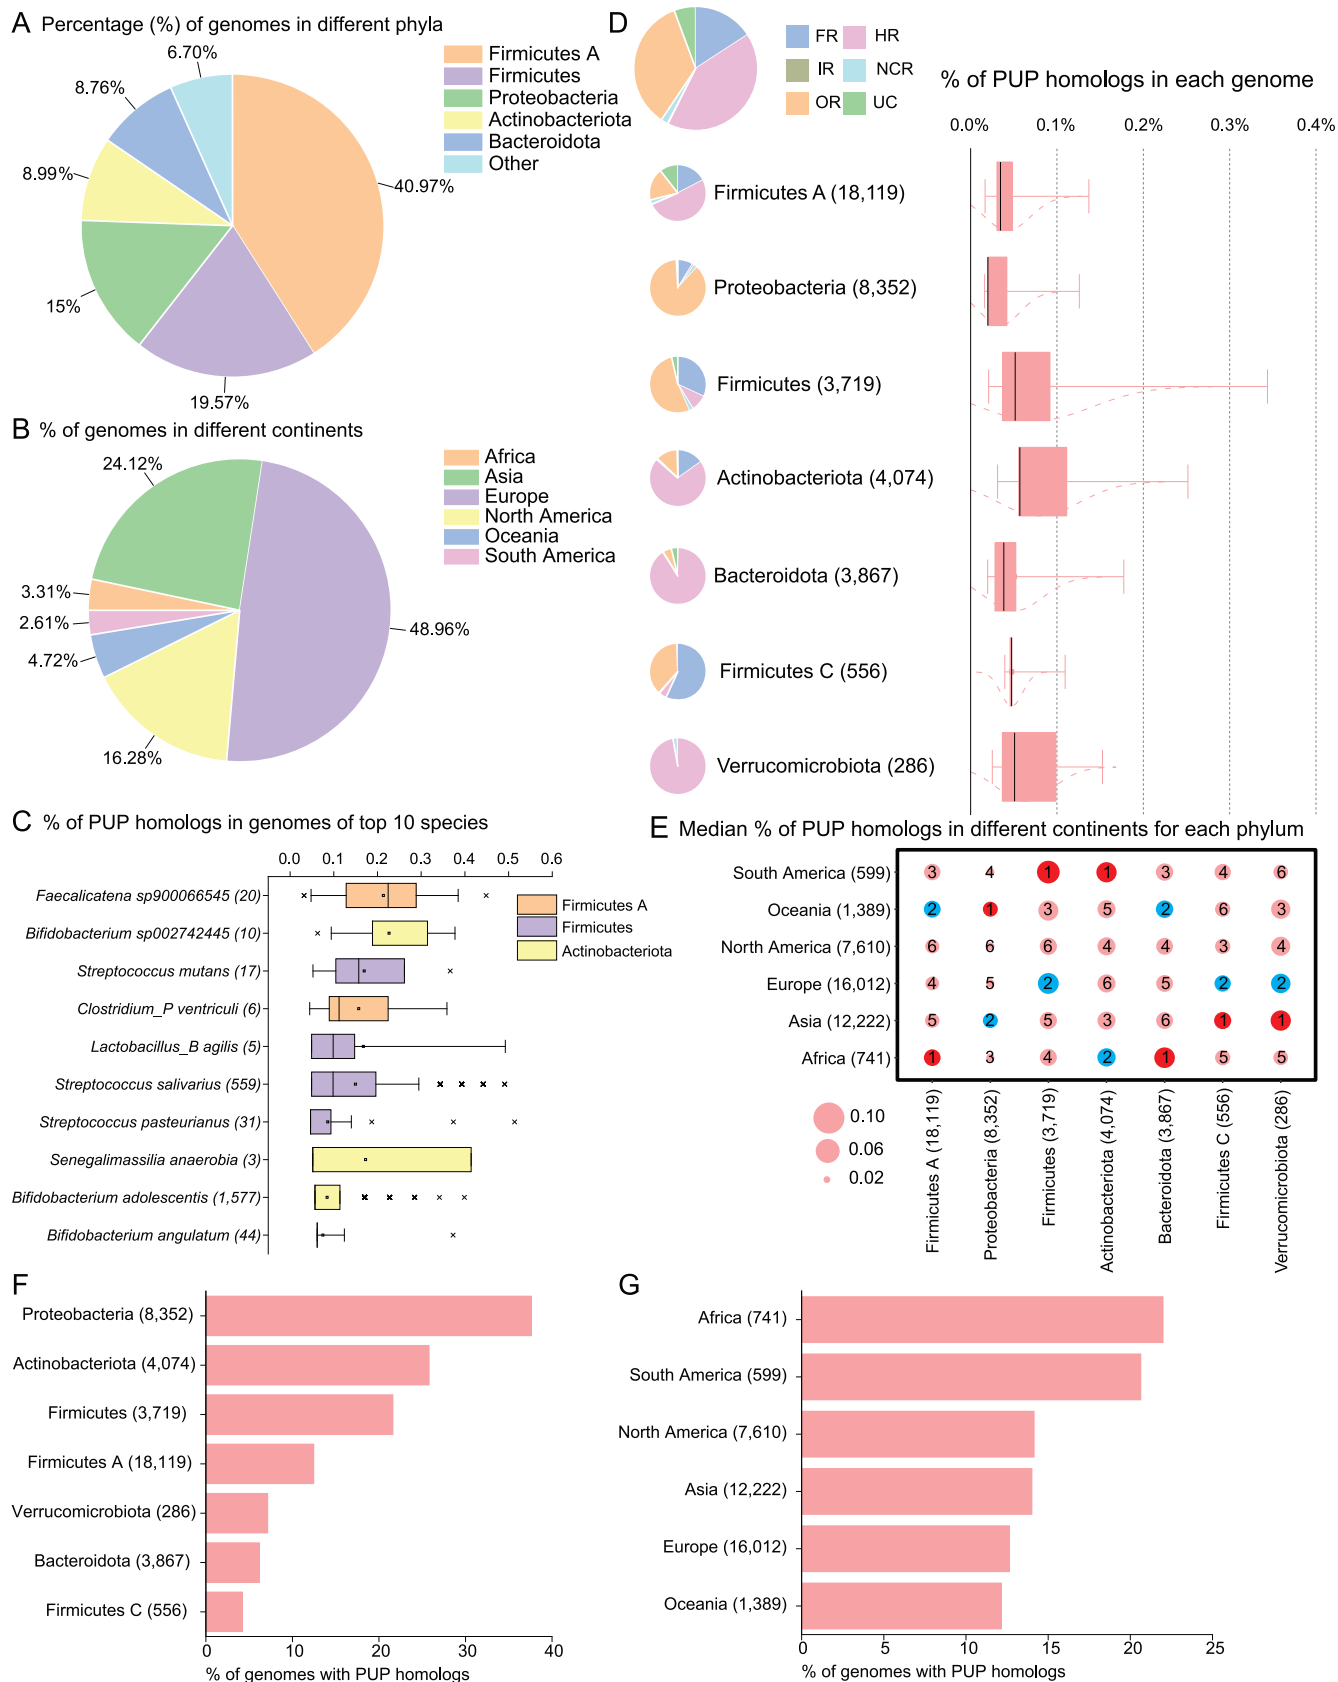 A Percentage (%) of genomes in different phyla
6.70%
8.76%
8.99%
15%
19.57%
40.97%
Firmicutes A
Firmicutes
Proteobacteria
Actinobacteriota
Bacteroidota
Other
B % of genomes in different continents
24.12%
3.31%
2.61%
4.72%
16.28%
48.96%
Africa
Asia
Europe
North America
Oceania
South America
C % of PUP homologs in genomes of top 10 species
0.0 0.1 0.2 0.3 0.4 0.5 0.6
Faecalicatena sp900066545 (20)
Bifidobacterium sp002742445 (10)
Streptococcus mutans (17)
Clostridium_P ventriculi (6)
Lactobacillus_B agilis (5)
Streptococcus salivarius (559)
Streptococcus pasteurianus (31)
Senegalimassilia anaerobia (3)
Bifidobacterium adolescentis (1,577)
Bifidobacterium angulatum (44)
Firmicutes A
Firmicutes
Actinobacteriota
D
FR HR
IR NCR
OR UC
% of PUP homologs in each genome
0.0% 0.1% 0.2% 0.3% 0.4%
Firmicutes A (18,119)
Proteobacteria (8,352)
Firmicutes (3,719)
Actinobacteriota (4,074)
Bacteroidota (3,867)
Firmicutes C (556)
Verrucomicrobiota (286)
E Median % of PUP homologs in different continents for each phylum
South America (599) 3 4 1 1 3 4 6
Oceania (1,389) 2 1 3 5 2 6 3
North America (7,610) 6 6 6 4 4 3 4
Europe (16,012) 4 5 2 6 5 2 2
Asia (12,222) 5 2 5 3 6 1 1
Africa (741) 1 3 4 2 1 5 5
0.10
0.06
0.02
Firmicutes A (18,119)
Proteobacteria (8,352)
Firmicutes (3,719)
Actinobacteriota (4,074)
Bacteroidota (3,867)
Firmicutes C (556)
Verrucomicrobiota (286)
F
Proteobacteria (8,352)
Actinobacteriota (4,074)
Firmicutes (3,719)
Firmicutes A (18,119)
Verrucomicrobiota (286)
Bacteroidota (3,867)
Firmicutes C (556)
0 10 20 30 40
% of genomes with PUP homologs
G
Africa (741)
South America (599)
North America (7,610)
Asia (12,222)
Europe (16,012)
Oceania (1,389)
0 5 10 15 20 25
% of genomes with PUP homologs